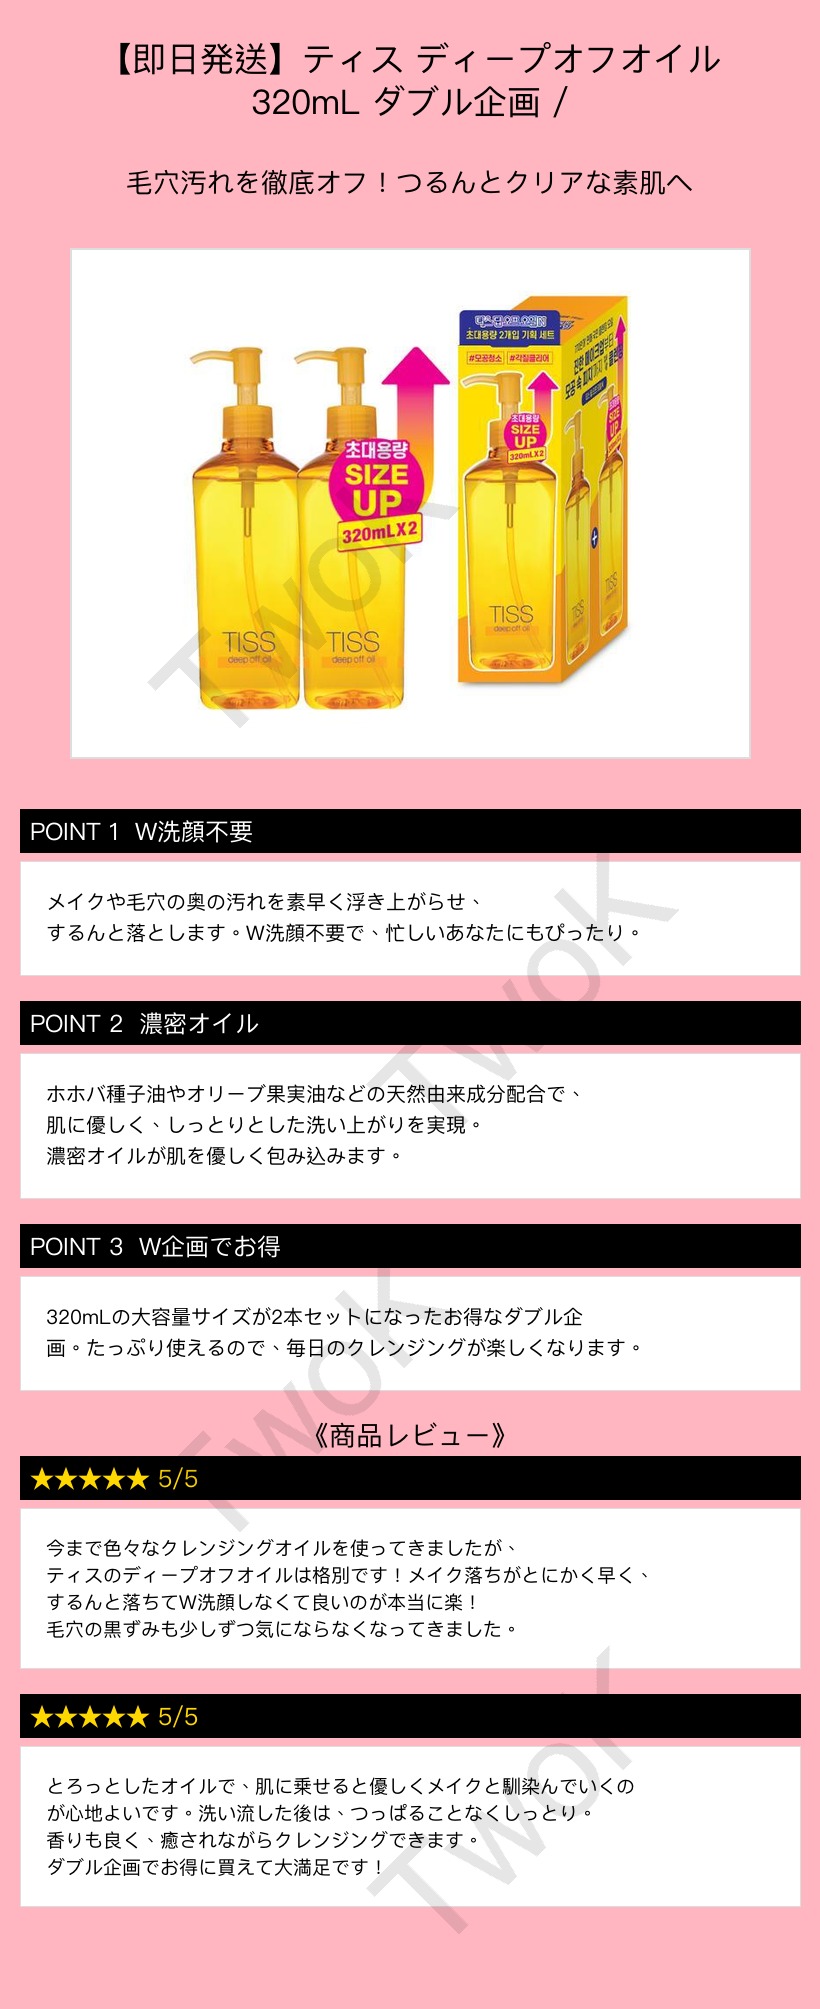 【即日発送】ティス ディープオフオイル
320mL ダブル企画 /
毛穴汚れを徹底オフ！つるんとクリアな素肌へ
초대용량 2개입 기획 세트
#모공청소 #각질클리어
초대용량
SIZE
UP
320mLX2
초대용량
SIZE
UP
320mLX2
TISS
deep off oil
TISS
deep off oil
TISS
deep off oil
TISS
TISS
SIZE
UP
TwoK
POINT 1 W洗顔不要
メイクや毛穴の奥の汚れを素早く浮き上がらせ、
するんと落とします。W洗顔不要で、忙しいあなたにもぴったり。
TwoK
POINT 2 濃密オイル
ホホバ種子油やオリーブ果実油などの天然由来成分配合で、
肌に優しく、しっとりとした洗い上がりを実現。
濃密オイルが肌を優しく包み込みます。
POINT 3 W企画でお得
320mLの大容量サイズが2本セットになったお得なダブル企
画。たっぷり使えるので、毎日のクレンジングが楽しくなります。
TwoK
《商品レビュー》
★★★★★ 5/5
今まで色々なクレンジングオイルを使ってきましたが、
ティスのディープオフオイルは格別です！メイク落ちがとにかく早く、
するんと落ちてW洗顔しなくて良いのが本当に楽！
毛穴の黒ずみも少しずつ気にならなくなってきました。
★★★★★ 5/5
とろっとしたオイルで、肌に乗せると優しくメイクと馴染んでいくの
が心地よいです。洗い流した後は、つっぱることなくしっとり。
香りも良く、癒されながらクレンジングできます。
ダブル企画でお得に買えて大満足です！
TwoK